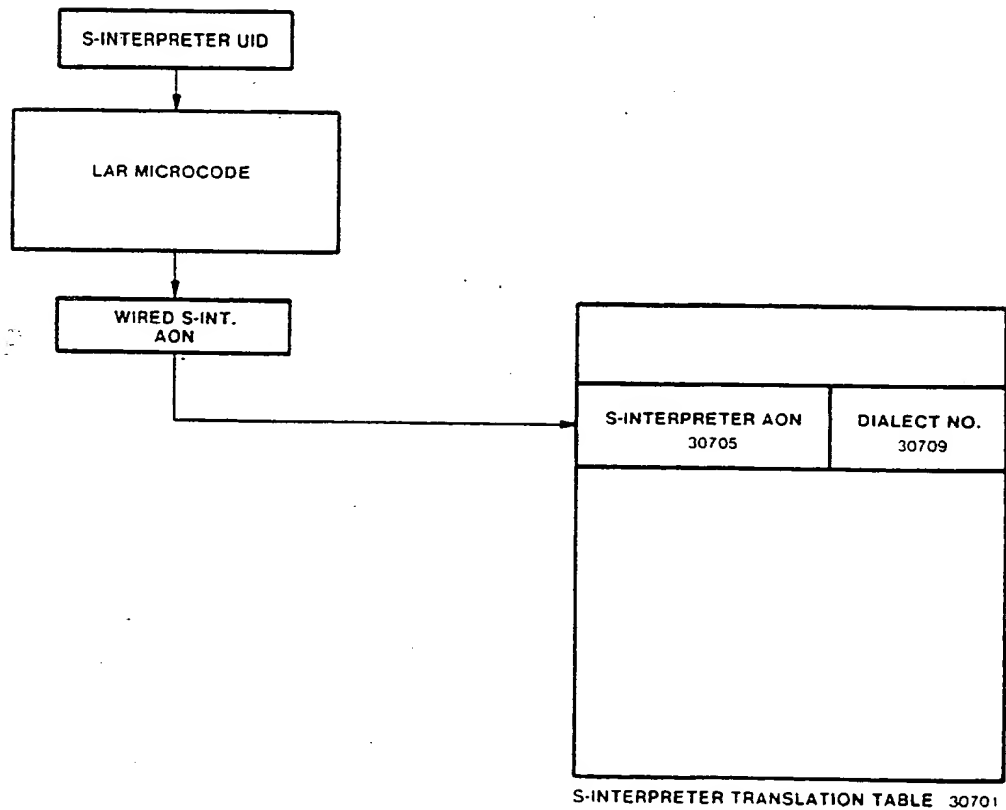 S-INTERPRETER UID
LAR MICROCODE
WIRED S-INT.
AON
S-INTERPRETER AON
30705
DIALECT NO.
30709
S-INTERPRETER TRANSLATION TABLE 30701